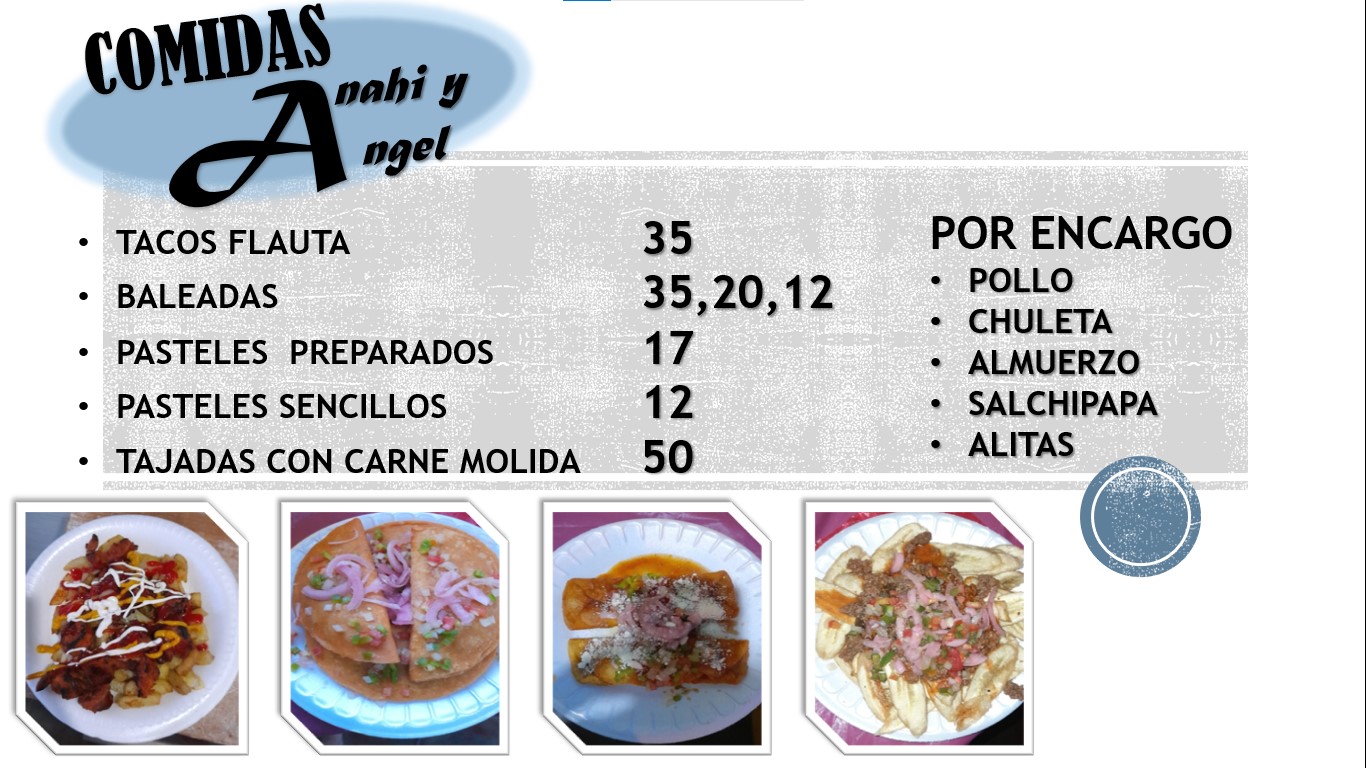 COMIDAS
Anahi y
Angel
• TACOS FLAUTA 35
• BALEADAS 35,20,12
• PASTELES PREPARADOS 17
• PASTELES SENCILLOS 12
• TAJADAS CON CARNE MOLIDA 50
POR ENCARGO
• POLLO
• CHULETA
• ALMUERZO
• SALCHIPAPA
• ALITAS